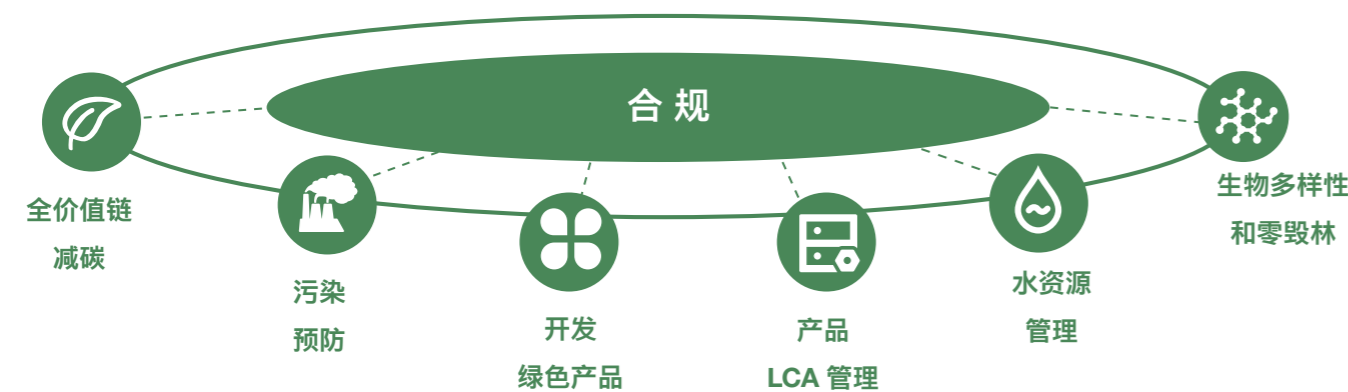 合规
全价值链
减碳
污染
预防
开发
绿色产品
产品
LCA 管理
水资源
管理
生物多样性
和零毁林